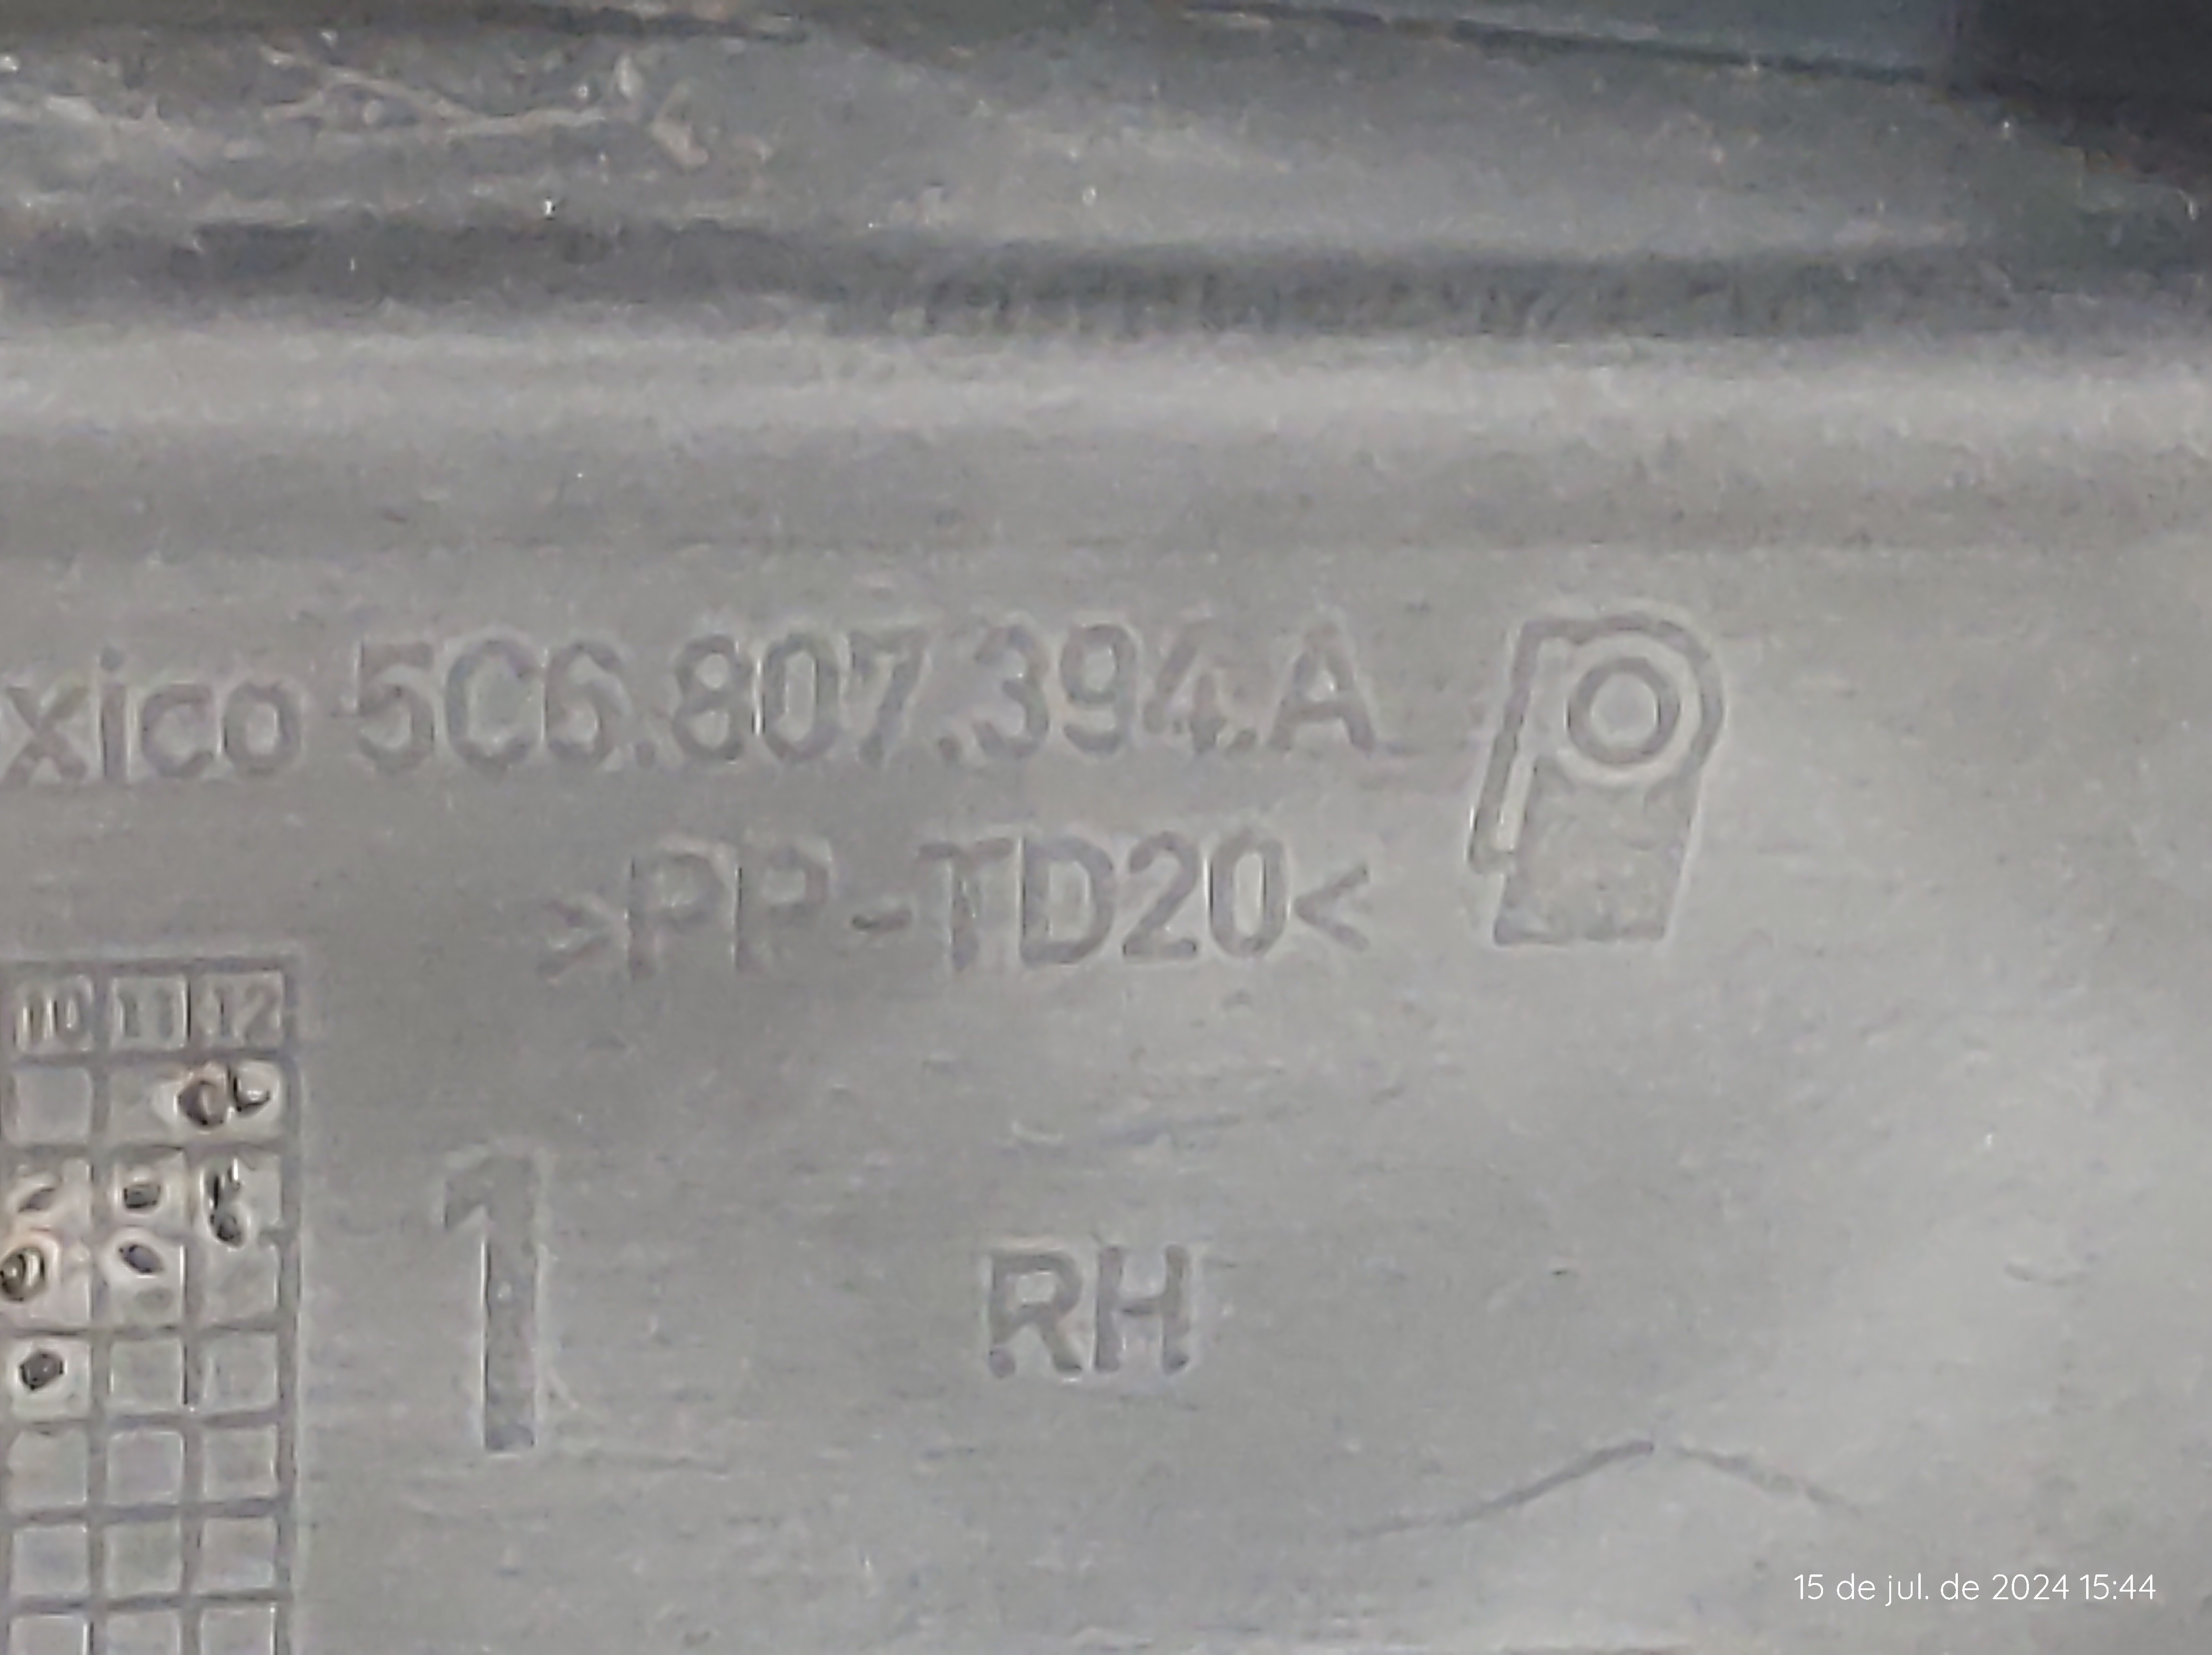 xico 5C6.807.394.A
>PP-TD20<
10 11 12
1
RH
15 de jul. de 2024 15:44